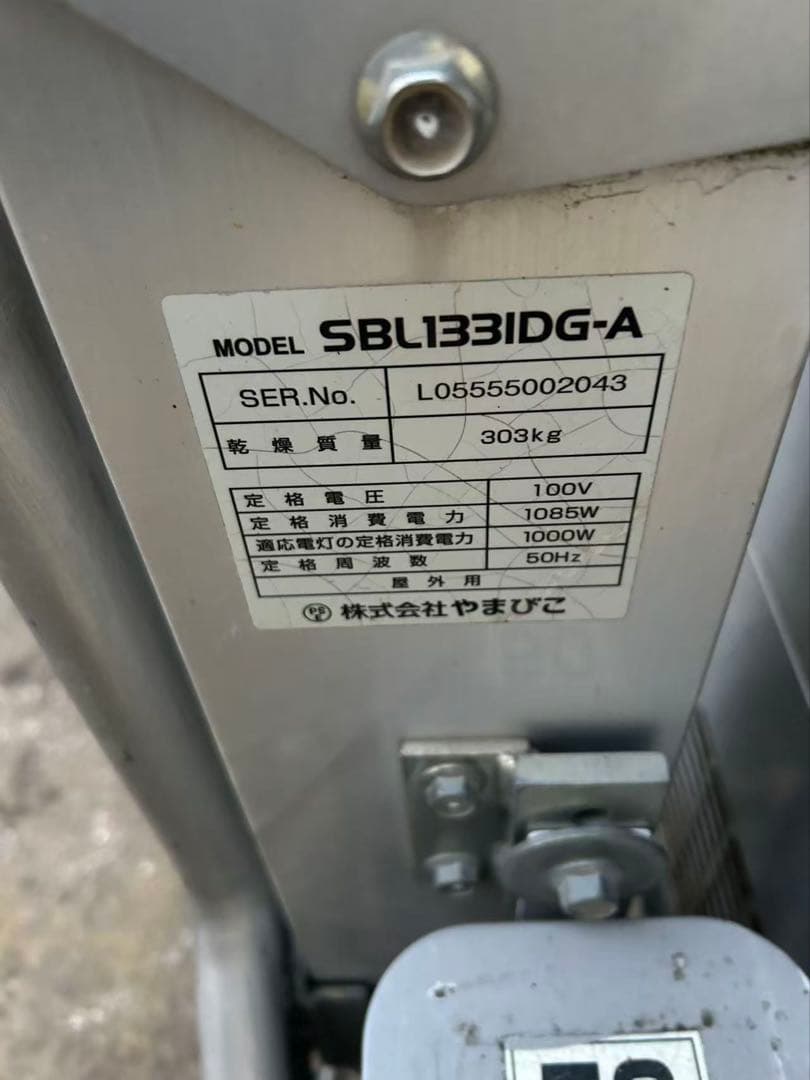 MODEL SBL133IDG-A
SER.No. L05555002043
乾燥質量 303kg
定格電圧 100V
定格消費電力 1085W
適応電灯の定格消費電力 1000W
定格周波数 50Hz
屋外用
PSE 株式会社やまびこ